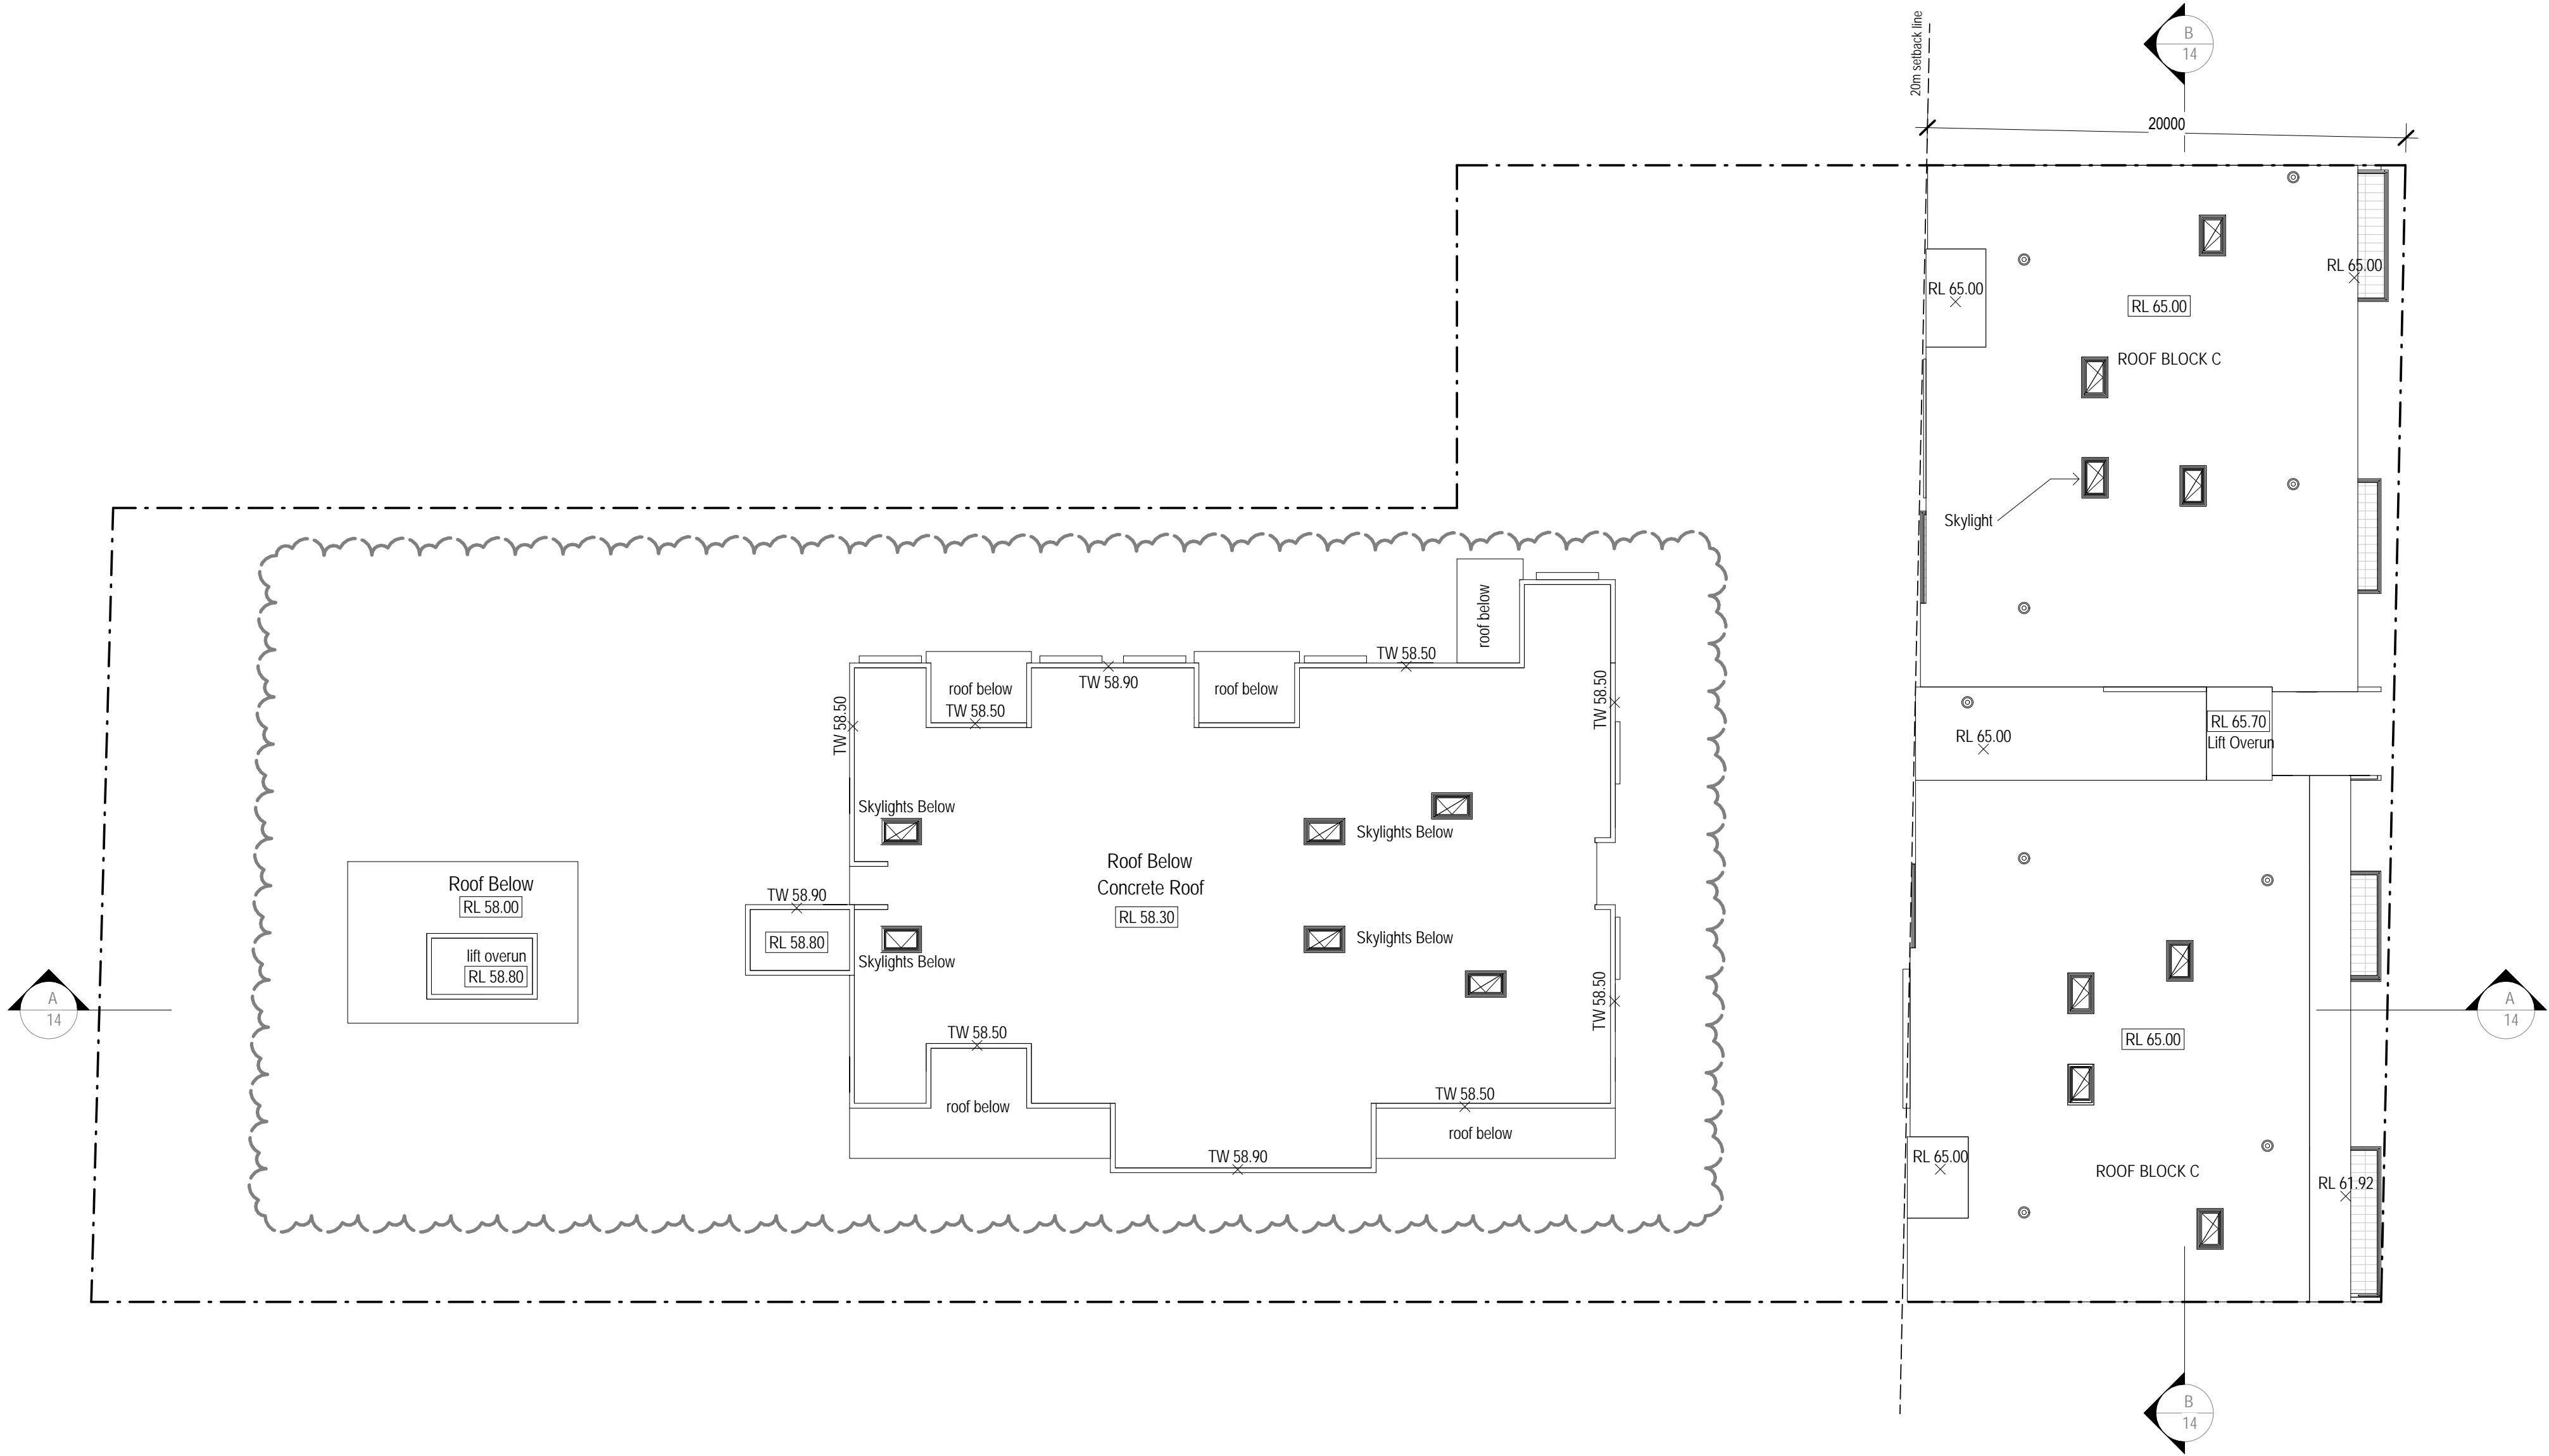 20m setback line
B
14
20000
RL 65.00
RL 65.00
RL 65.00
ROOF BLOCK C
Skylight
roof below
TW 58.50
TW 58.90
roof below
TW 58.50
roof below
TW 58.50
TW 58.50
RL 65.00
RL 65.70
Lift Overun
Skylights Below
Skylights Below
Roof Below
Concrete Roof
RL 58.30
Roof Below
RL 58.00
lift overun
RL 58.80
TW 58.90
RL 58.80
Skylights Below
Skylights Below
A
14
TW 58.50
roof below
TW 58.50
TW 58.50
roof below
TW 58.90
RL 65.00
A
14
RL 65.00
ROOF BLOCK C
RL 61.92
B
14